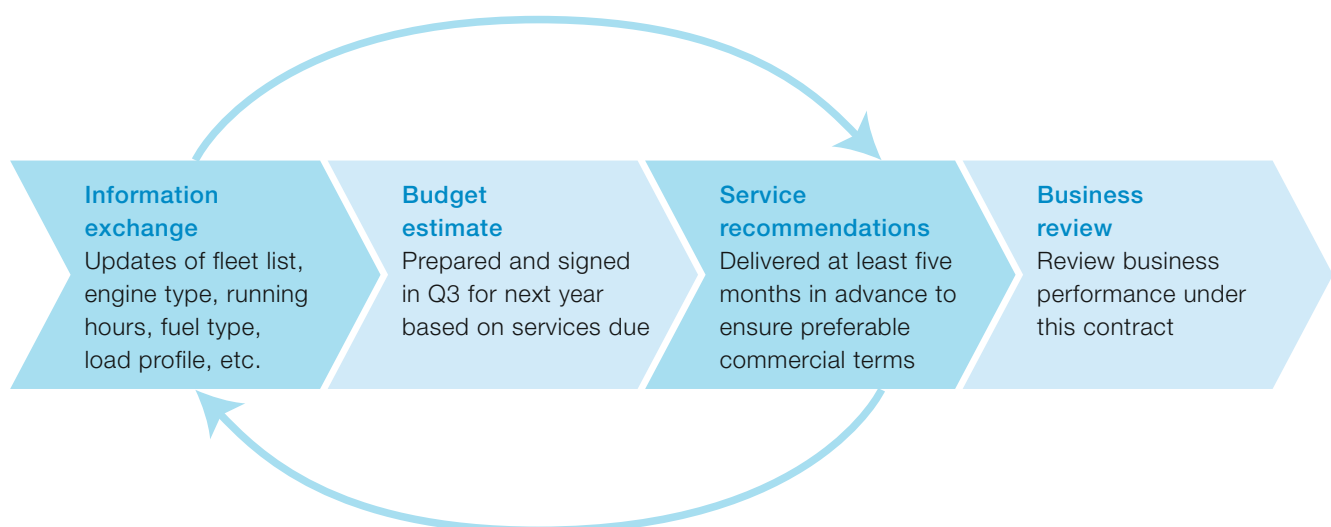 Information
exchange
Updates of fleet list,
engine type, running
hours, fuel type,
load profile, etc.
Budget
estimate
Prepared and signed
in Q3 for next year
based on services due
Service
recommendations
Delivered at least five
months in advance to
ensure preferable
commercial terms
Business
review
Review business
performance under
this contract